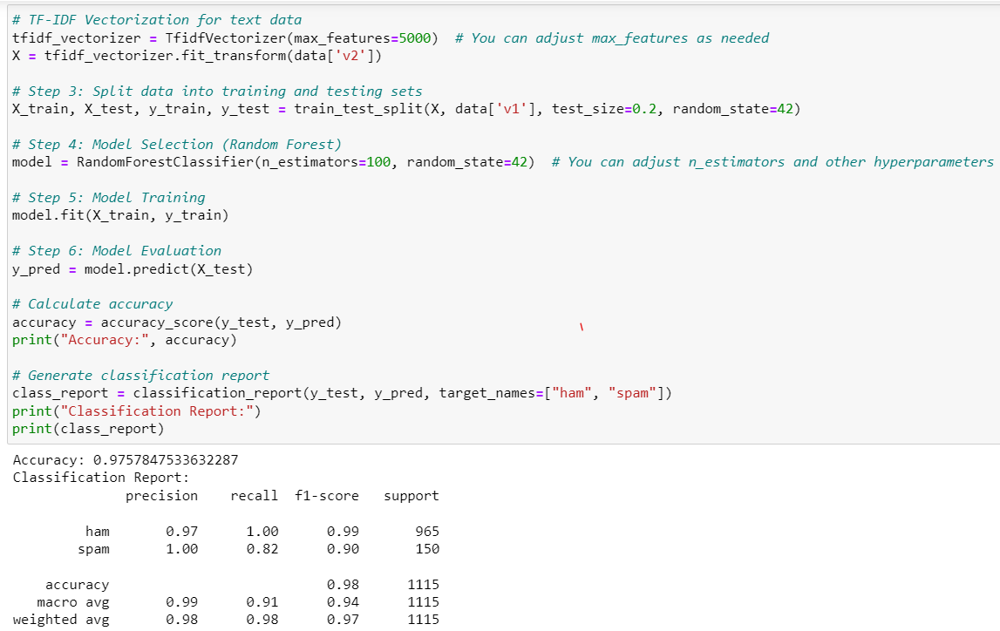 # TF-IDF Vectorization for text data
tfidf_vectorizer = TfidfVectorizer(max_features=5000)  # You can adjust max_features as needed
X = tfidf_vectorizer.fit_transform(data['v2'])
# Step 3: Split data into training and testing sets
X_train, X_test, y_train, y_test = train_test_split(X, data['v1'], test_size=0.2, random_state=42)
# Step 4: Model Selection (Random Forest)
model = RandomForestClassifier(n_estimators=100, random_state=42)  # You can adjust n_estimators and other hyperparameters
# Step 5: Model Training
model.fit(X_train, y_train)
# Step 6: Model Evaluation
y_pred = model.predict(X_test)
# Calculate accuracy
accuracy = accuracy_score(y_test, y_pred)
print("Accuracy:", accuracy)
# Generate classification report
class_report = classification_report(y_test, y_pred, target_names=["ham", "spam"])
print("Classification Report:")
print(class_report)
Accuracy: 0.9757847533632287
Classification Report:
precision recall f1-score support
ham 0.97 1.00 0.99 965
spam 1.00 0.82 0.90 150
accuracy 0.98 1115
macro avg 0.99 0.91 0.94 1115
weighted avg 0.98 0.98 0.97 1115